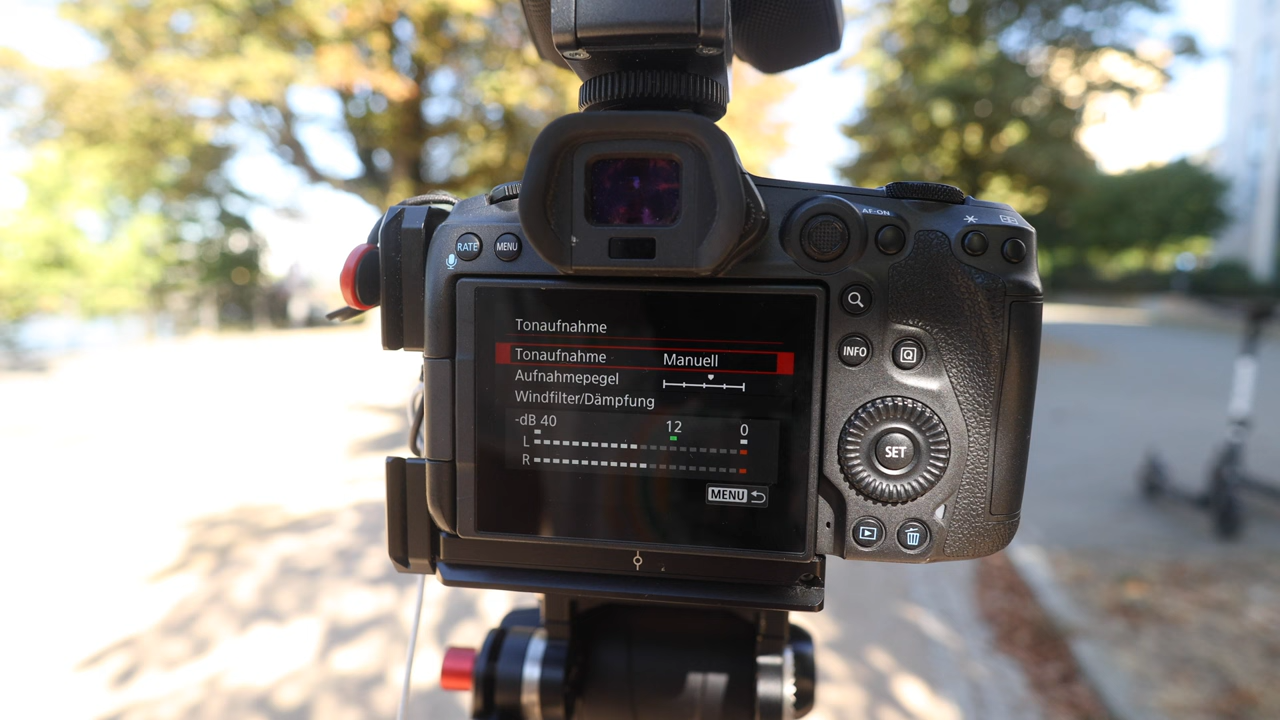 RATE MENU
AF-ON
INFO
Q
SET
Tonaufnahme
Tonaufnahme Manuell
Aufnahmepegel
Windfilter/Dämpfung
-dB 40 12 0
L
R
MENU